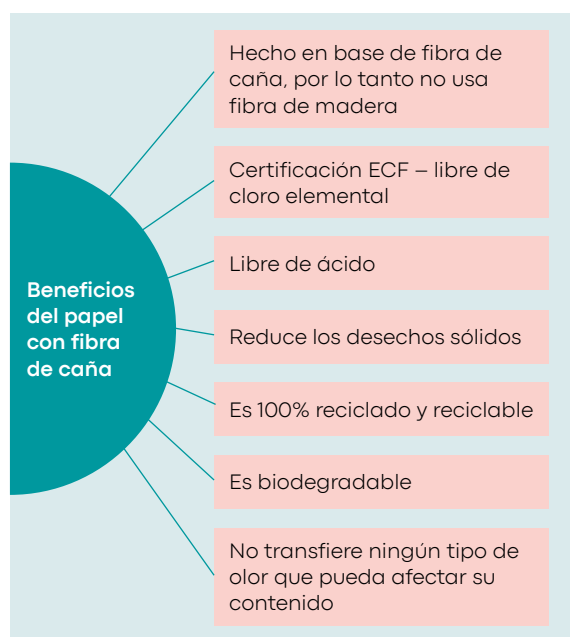 Beneficios
del papel
con fibra
de caña
Hecho en base de fibra de
caña, por lo tanto no usa
fibra de madera
Certificación ECF – libre de
cloro elemental
Libre de ácido
Reduce los desechos sólidos
Es 100% reciclado y reciclable
Es biodegradable
No transfiere ningún tipo de
olor que pueda afectar su
contenido